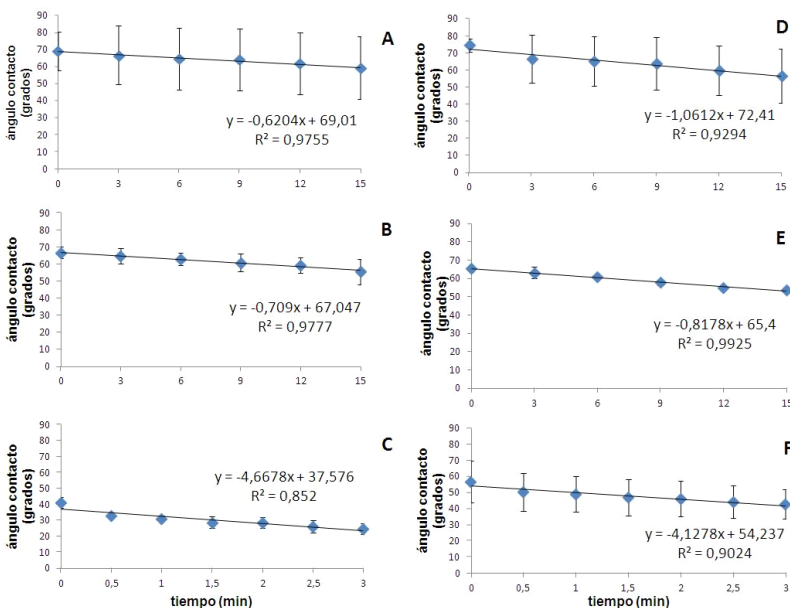 ángulo contacto
(grados)
90
80
70
60
50
40
30
20
10
0
A
y = -0,6204x + 69,01
R² = 0,9755
0 3 6 9 12 15
ángulo contacto
(grados)
90
80
70
60
50
40
30
20
10
0
D
y = -1,0612x + 72,41
R² = 0,9294
0 3 6 9 12 15
ángulo contacto
(grados)
90
80
70
60
50
40
30
20
10
0
B
y = -0,709x + 67,047
R² = 0,9777
0 3 6 9 12 15
ángulo contacto
(grados)
90
80
70
60
50
40
30
20
10
0
E
y = -0,8178x + 65,4
R² = 0,9925
0 3 6 9 12 15
ángulo contacto
(grados)
90
80
70
60
50
40
30
20
10
0
C
y = -4,6678x + 37,576
R² = 0,852
0 0,5 1 1,5 2 2,5 3
tiempo (min)
ángulo contacto
(grados)
90
80
70
60
50
40
30
20
10
0
F
y = -4,1278x + 54,237
R² = 0,9024
0 0,5 1 1,5 2 2,5 3
tiempo (min)